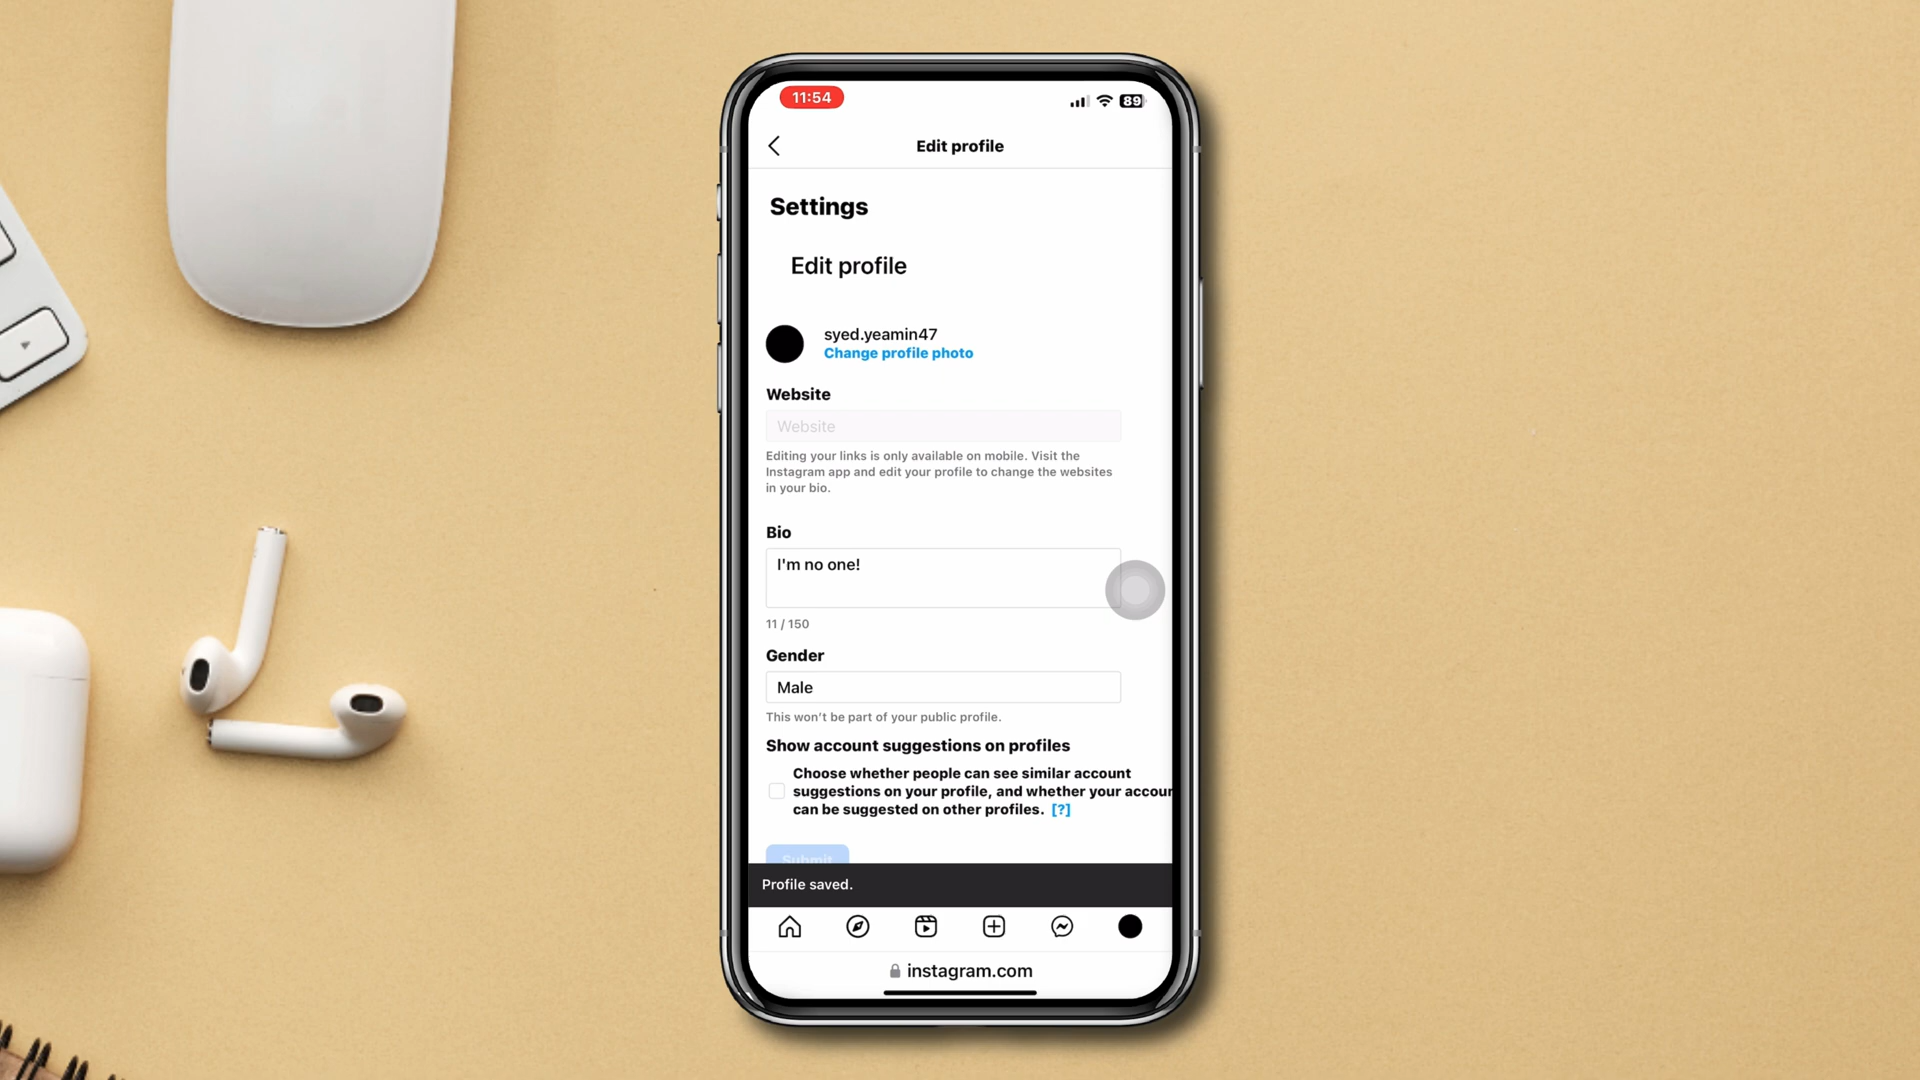 11:54
89
Edit profile
Settings
Edit profile
syed.yeamin47
Change profile photo
Website
Website
Editing your links is only available on mobile. Visit the
Instagram app and edit your profile to change the websites
in your bio.
Bio
I'm no one!
11 / 150
Gender
Male
This won't be part of your public profile.
Show account suggestions on profiles
Choose whether people can see similar account
suggestions on your profile, and whether your accoun
can be suggested on other profiles. [?]
Submit
Profile saved.
instagram.com